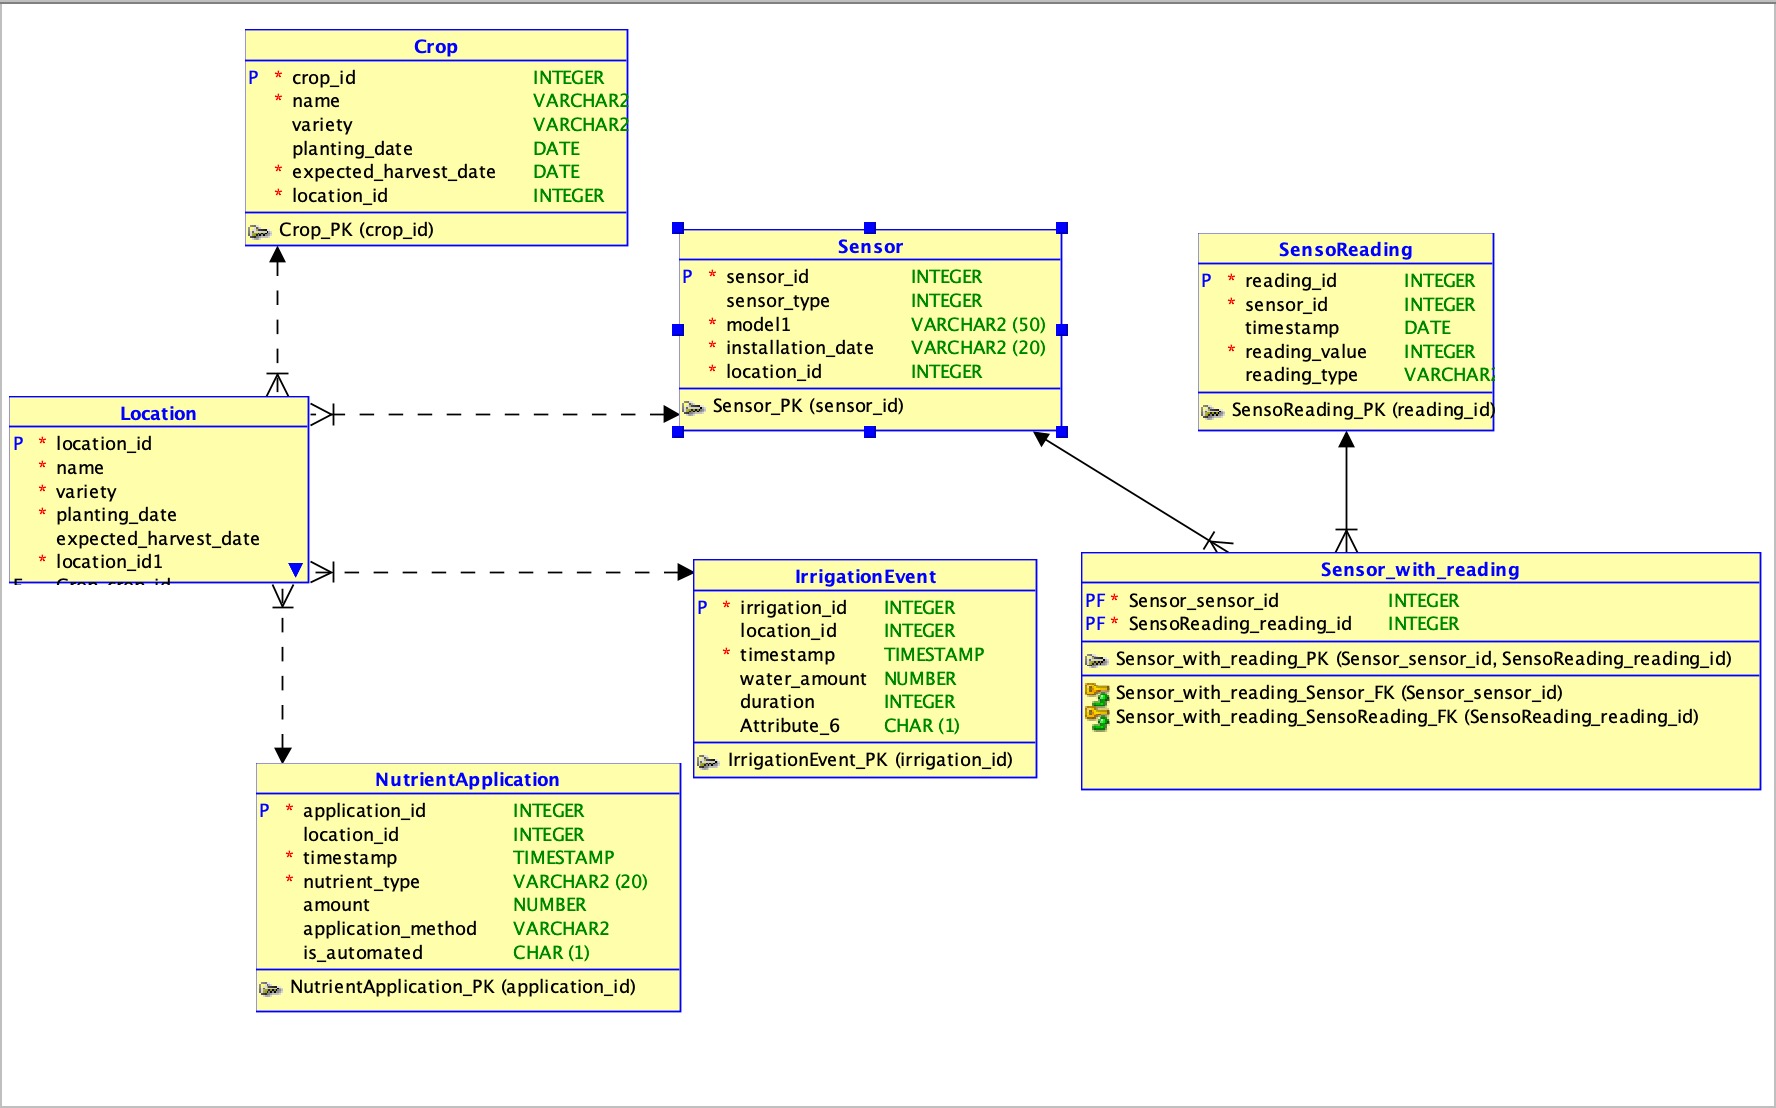 Crop
P * crop_id INTEGER
* name VARCHAR2
variety VARCHAR2
planting_date DATE
* expected_harvest_date DATE
* location_id INTEGER
Crop_PK (crop_id)
Sensor
P * sensor_id INTEGER
sensor_type INTEGER
* model1 VARCHAR2 (50)
* installation_date VARCHAR2 (20)
* location_id INTEGER
Sensor_PK (sensor_id)
SensoReading
P * reading_id INTEGER
* sensor_id INTEGER
timestamp DATE
* reading_value INTEGER
reading_type VARCHAR
SensoReading_PK (reading_id)
Location
P * location_id
* name
* variety
* planting_date
expected_harvest_date
* location_id1
F Crop_crop_id
IrrigationEvent
P * irrigation_id INTEGER
location_id INTEGER
* timestamp TIMESTAMP
water_amount NUMBER
duration INTEGER
Attribute_6 CHAR (1)
IrrigationEvent_PK (irrigation_id)
Sensor_with_reading
PF * Sensor_sensor_id INTEGER
PF * SensoReading_reading_id INTEGER
Sensor_with_reading_PK (Sensor_sensor_id, SensoReading_reading_id)
Sensor_with_reading_Sensor_FK (Sensor_sensor_id)
Sensor_with_reading_SensoReading_FK (SensoReading_reading_id)
NutrientApplication
P * application_id INTEGER
location_id INTEGER
* timestamp TIMESTAMP
* nutrient_type VARCHAR2 (20)
amount NUMBER
application_method VARCHAR2
is_automated CHAR (1)
NutrientApplication_PK (application_id)